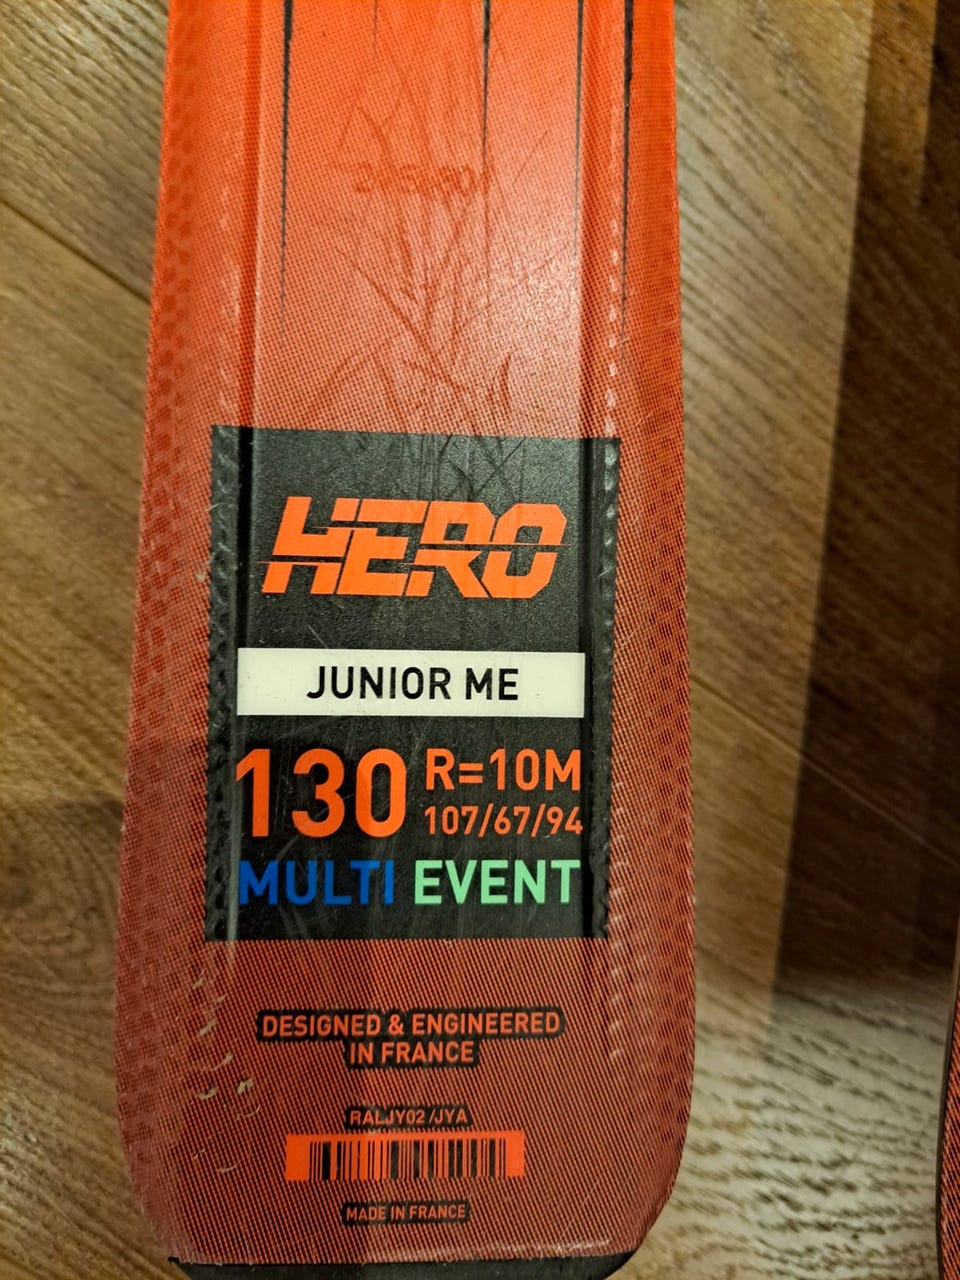 HERO
JUNIOR ME
130 R=10M
107/67/94
MULTI EVENT
DESIGNED & ENGINEERED
IN FRANCE
RALJY02 /JYA
MADE IN FRANCE